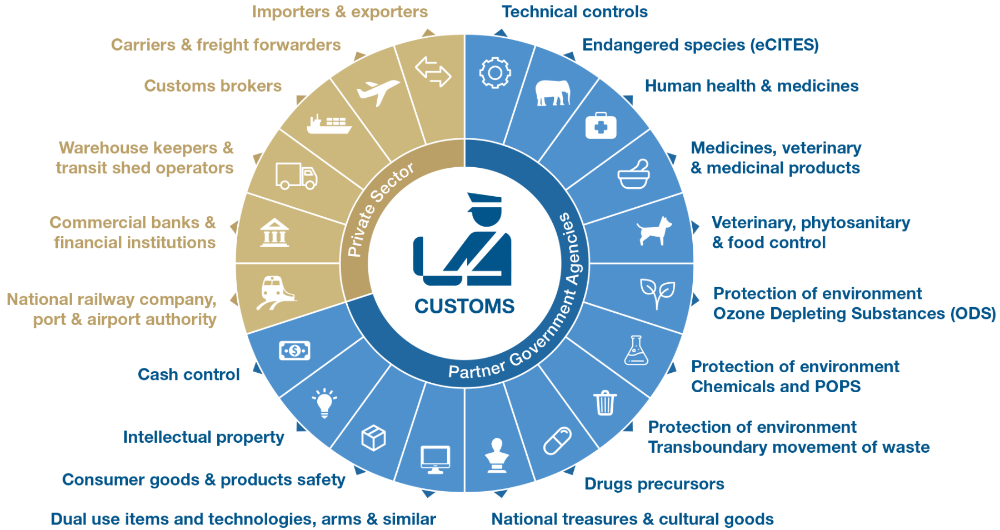 Importers & exporters
Technical controls
Carriers & freight forwarders
Endangered species (eCITES)
Customs brokers
Human health & medicines
Warehouse keepers &
transit shed operators
Medicines, veterinary
& medicinal products
Commercial banks &
financial institutions
Veterinary, phytosanitary
& food control
National railway company,
port & airport authority
Protection of environment
Ozone Depleting Substances (ODS)
Cash control
Protection of environment
Chemicals and POPS
Intellectual property
Protection of environment
Transboundary movement of waste
Consumer goods & products safety
Drugs precursors
Dual use items and technologies, arms & similar
National treasures & cultural goods
Private Sector
Partner Government Agencies
CUSTOMS
$